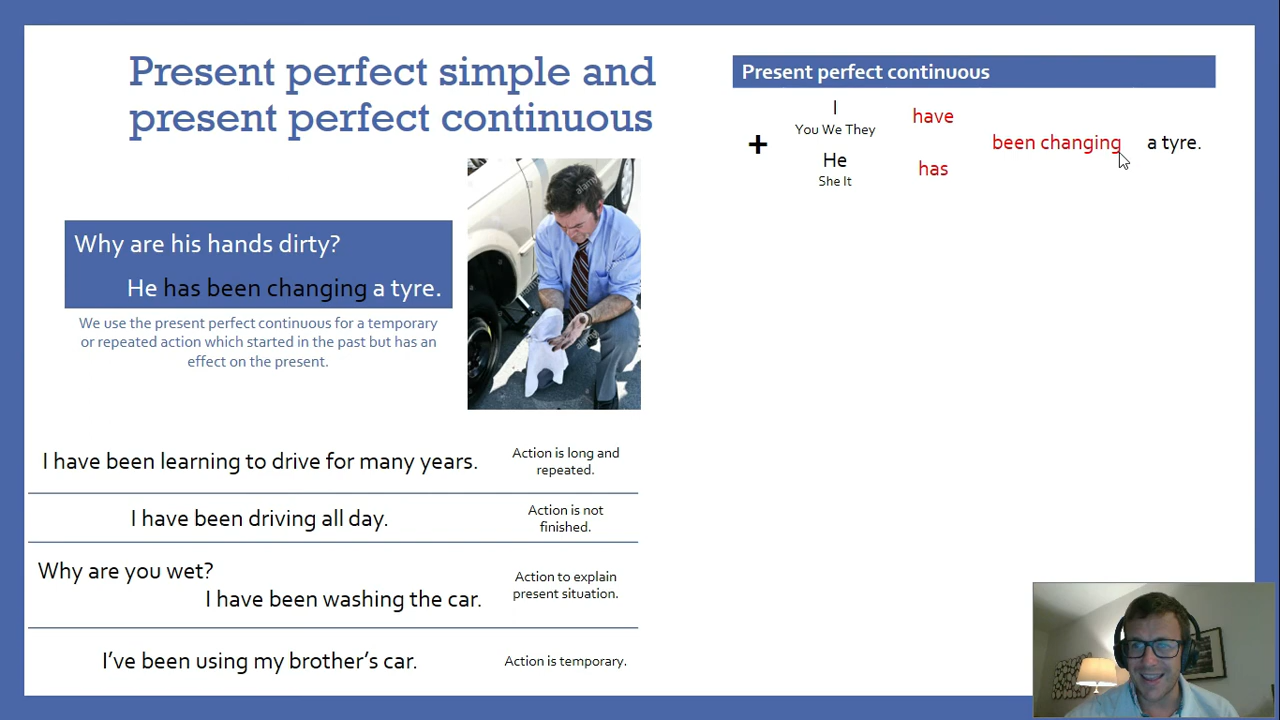 Present perfect simple and
present perfect continuous
Why are his hands dirty?
He has been changing a tyre.
We use the present perfect continuous for a temporary
or repeated action which started in the past but has an
effect on the present.
alamy
I have been learning to drive for many years.
Action is long and
repeated.
I have been driving all day.
Action is not
finished.
Why are you wet?
I have been washing the car.
Action to explain
present situation.
I've been using my brother's car.
Action is temporary.
Present perfect continuous
+
I
You We They
He
She It
have
has
been changing
a tyre.